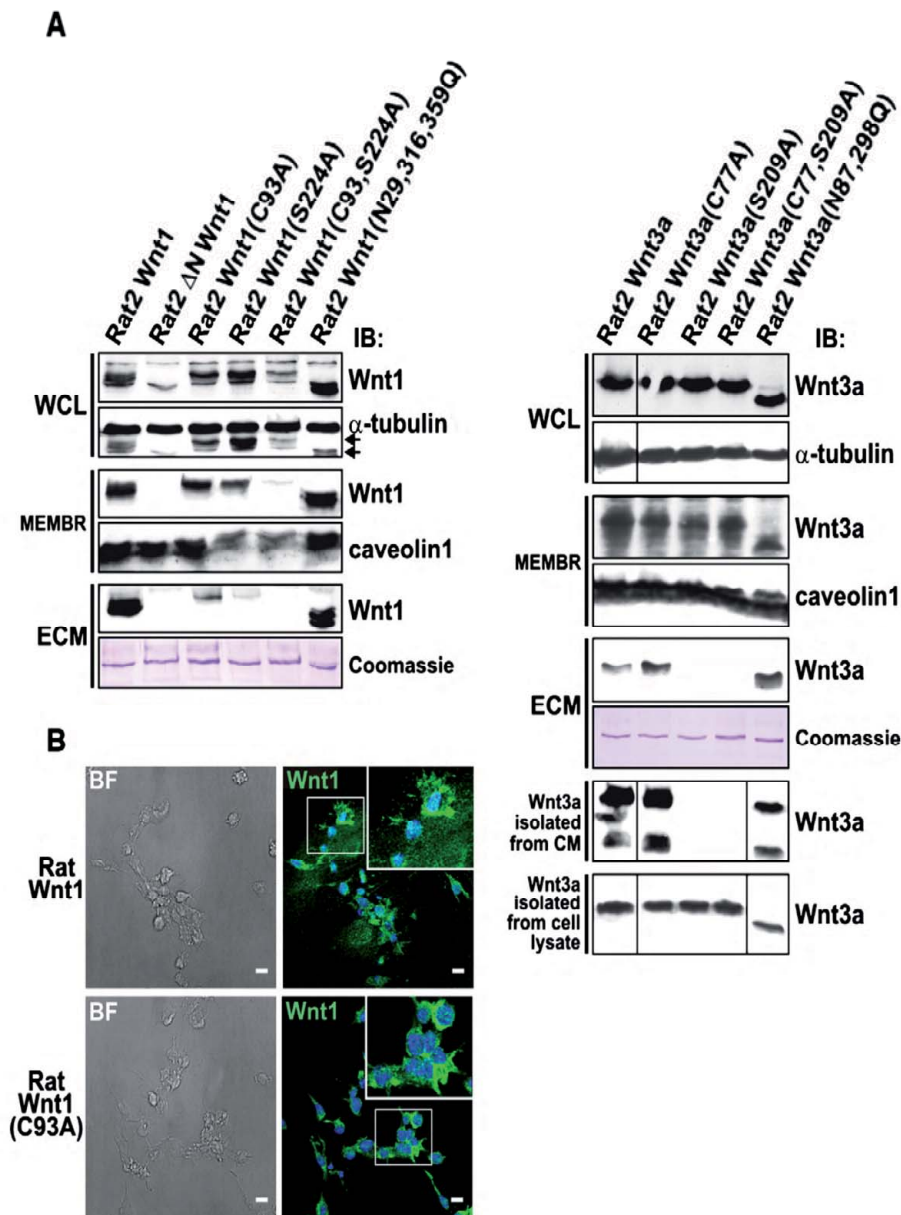 A
Rat2 Wnt1
Rat2 ΔN Wnt1
Rat2 Wnt1(C93A)
Rat2 Wnt1(S224A)
Rat2 Wnt1(C93,S224A)
Rat2 Wnt1(N29,316,359Q)
IB:
WCL
Wnt1
α-tubulin
MEMBR
Wnt1
caveolin1
ECM
Wnt1
Coomassie
Rat2 Wnt3a
Rat2 Wnt3a(C77A)
Rat2 Wnt3a(S209A)
Rat2 Wnt3a(C77,S209A)
Rat2 Wnt3a(N87,298Q)
IB:
WCL
Wnt3a
α-tubulin
MEMBR
Wnt3a
caveolin1
ECM
Wnt3a
Coomassie
Wnt3a
isolated
from CM
Wnt3a
Wnt3a
isolated
from cell
lysate
Wnt3a
B
Rat
Wnt1
BF
Wnt1
Rat
Wnt1
(C93A)
BF
Wnt1